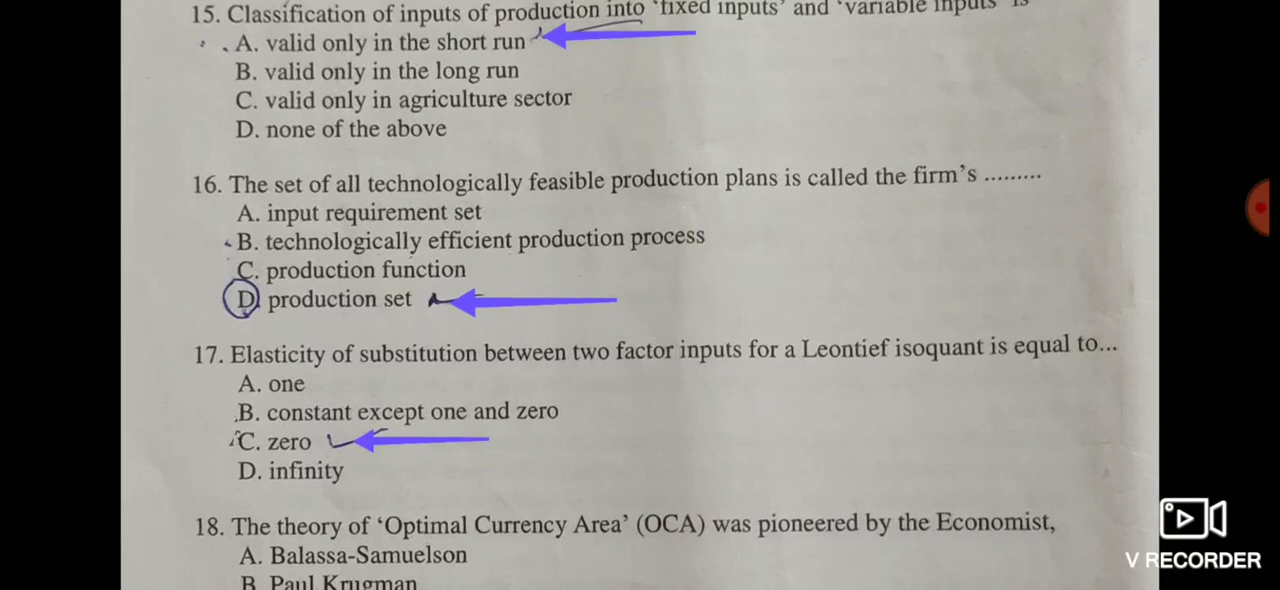 15. Classification of inputs of production into 'fixed inputs' and 'variable inputs' is
A. valid only in the short run
B. valid only in the long run
C. valid only in agriculture sector
D. none of the above
16. The set of all technologically feasible production plans is called the firm's .........
A. input requirement set
B. technologically efficient production process
C. production function
D. production set
17. Elasticity of substitution between two factor inputs for a Leontief isoquant is equal to...
A. one
B. constant except one and zero
C. zero
D. infinity
18. The theory of 'Optimal Currency Area' (OCA) was pioneered by the Economist,
A. Balassa-Samuelson
B. Paul Krugman
V RECORDER